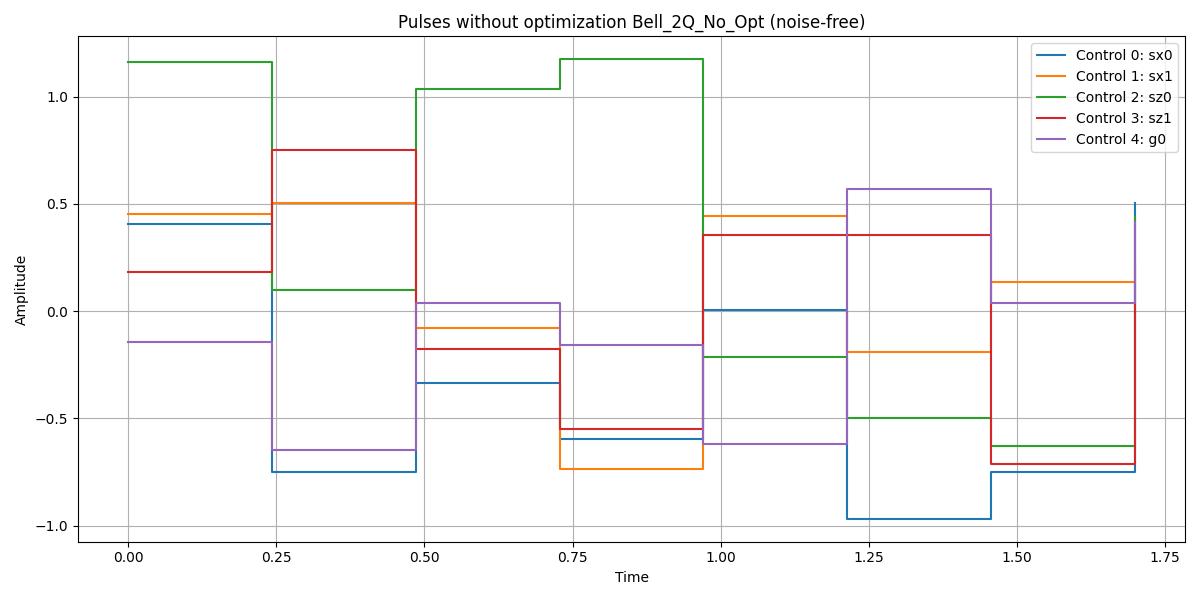 Pulses without optimization Bell_2Q_No_Opt (noise-free)
Control 0: sx0
Control 1: sx1
Control 2: sz0
Control 3: sz1
Control 4: g0
Amplitude
1.0
0.5
0.0
−0.5
−1.0
0.00 0.25 0.50 0.75 1.00 1.25 1.50 1.75
Time